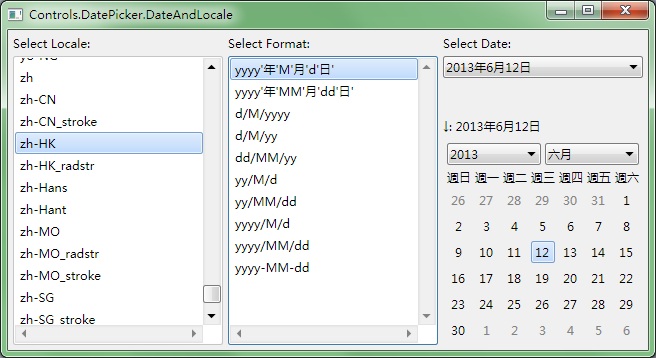 Controls.DatePicker.DateAndLocale
Select Locale:
zh
zh-CN
zh-CN_stroke
zh-HK
zh-HK_radstr
zh-Hans
zh-Hant
zh-MO
zh-MO_radstr
zh-MO_stroke
zh-SG
zh-SG_stroke
Select Format:
yyyy'年'M'月'd'日'
yyyy'年'MM'月'dd'日'
d/M/yyyy
d/M/yy
dd/MM/yy
yy/M/d
yy/MM/dd
yyyy/M/d
yyyy/MM/dd
yyyy-MM-dd
Select Date:
2013年6月12日
↓: 2013年6月12日
2013 六月
週日 週一 週二 週三 週四 週五 週六
26 27 28 29 30 31 1
2 3 4 5 6 7 8
9 10 11 12 13 14 15
16 17 18 19 20 21 22
23 24 25 26 27 28 29
30 1 2 3 4 5 6